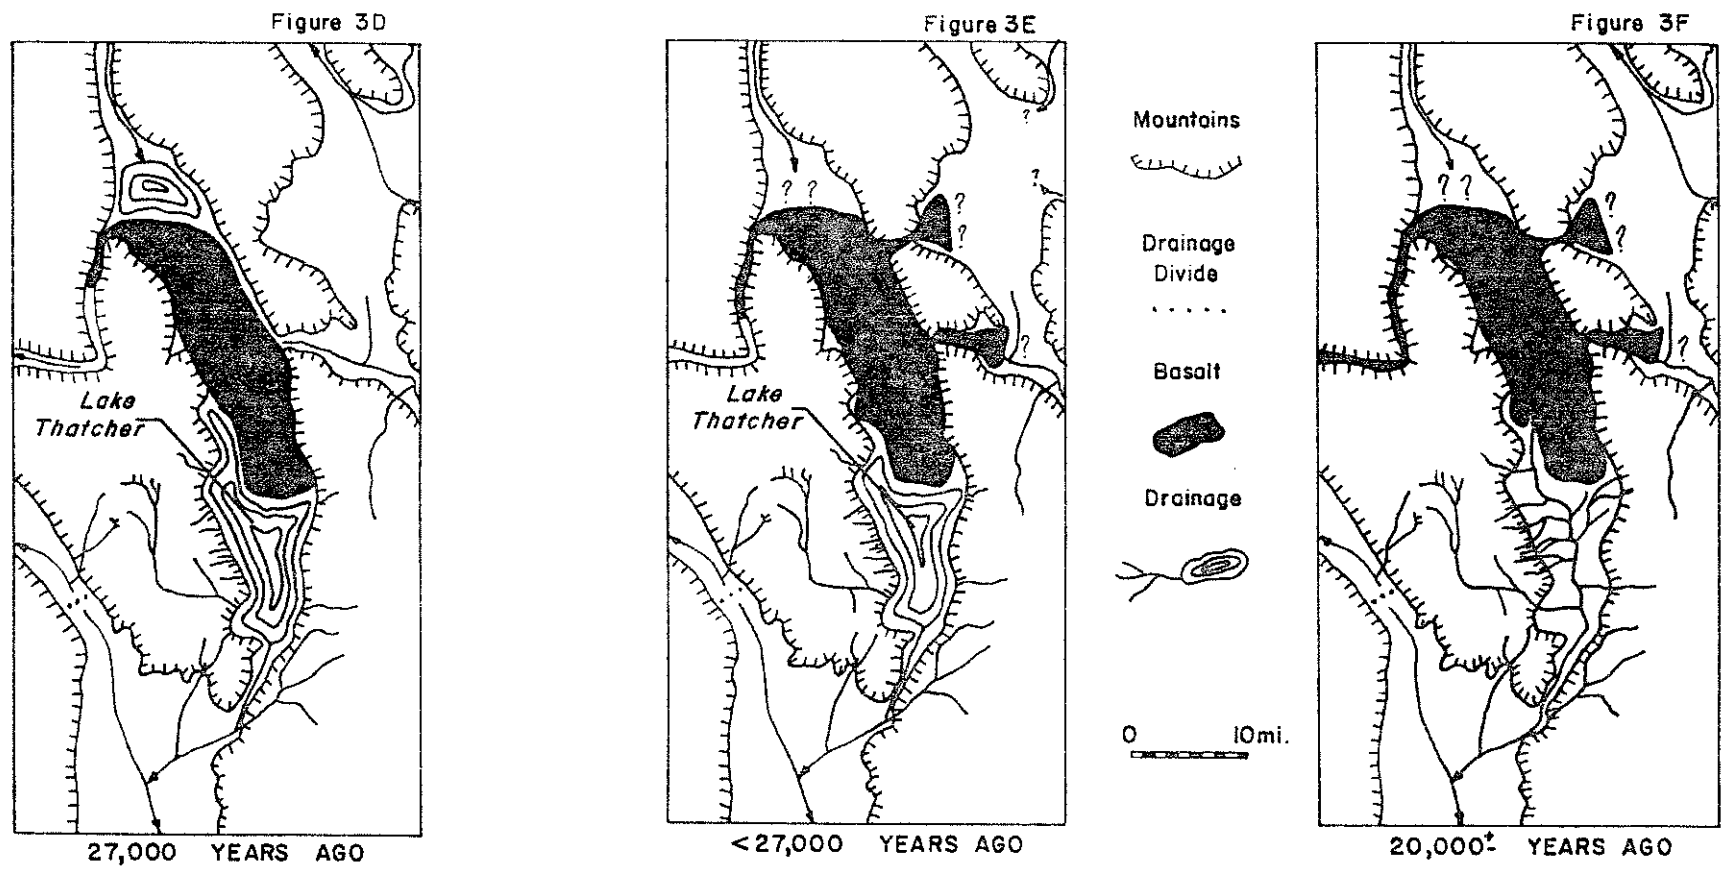 Figure 3D
Lake
Thatcher
27,000 YEARS AGO
Figure 3E
?
?
? ?
?
?
?
Lake
Thatcher
<27,000 YEARS AGO
Mountains
Drainage
Divide
Basalt
Drainage
0 10mi.
Figure 3F
? ?
?
?
?
20,000± YEARS AGO